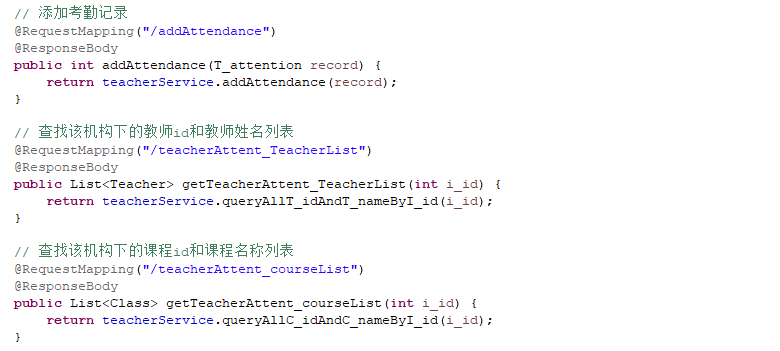 // 添加考勤记录
@RequestMapping("/addAttendance")
@ResponseBody
public int addAttendance(T_attention record) {
    return teacherService.addAttendance(record);
}
// 查找该机构下的教师id和教师姓名列表
@RequestMapping("/teacherAttent_TeacherList")
@ResponseBody
public List<Teacher> getTeacherAttent_TeacherList(int i_id) {
    return teacherService.queryAllT_idAndT_nameByI_id(i_id);
}
// 查找该机构下的课程id和课程名称列表
@RequestMapping("/teacherAttent_courseList")
@ResponseBody
public List<Class> getTeacherAttent_courseList(int i_id) {
    return teacherService.queryAllC_idAndC_nameByI_id(i_id);
}